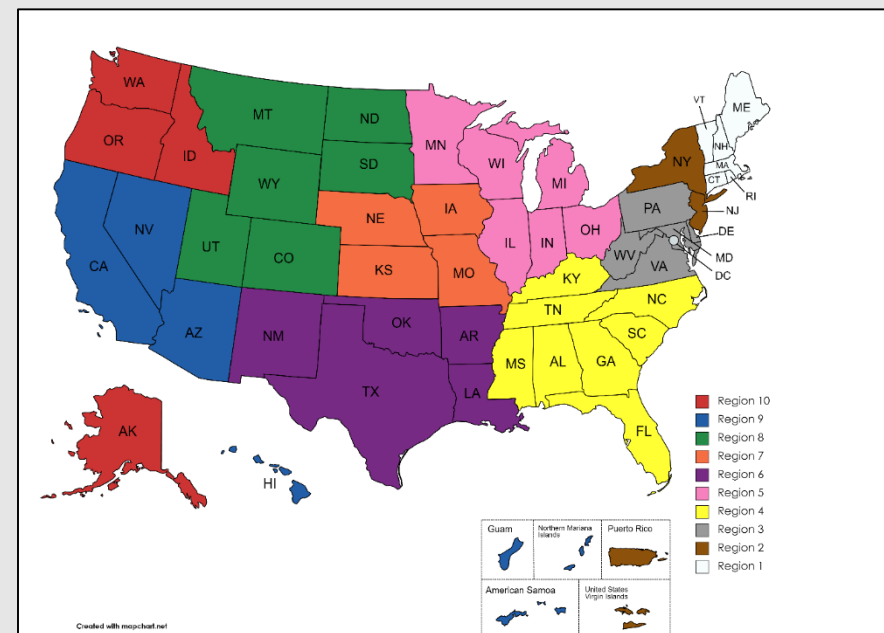 WA
MT
ND
MN
VT
ME
OR
ID
SD
WI
NY
NH
MA
WY
MI
CT
RI
NE
IA
PA
NJ
NV
OH
DE
UT
IL
IN
WV
MD
CA
CO
KS
MO
KY
VA
DC
TN
NC
AZ
NM
OK
AR
SC
MS
AL
GA
TX
LA
FL
AK
HI
Region 10
Region 9
Region 8
Region 7
Region 6
Region 5
Region 4
Region 3
Region 2
Region 1
Guam
Northern Mariana
Islands
Puerto Rico
American Samoa
United States
Virgin Islands
Created with mapchart.net